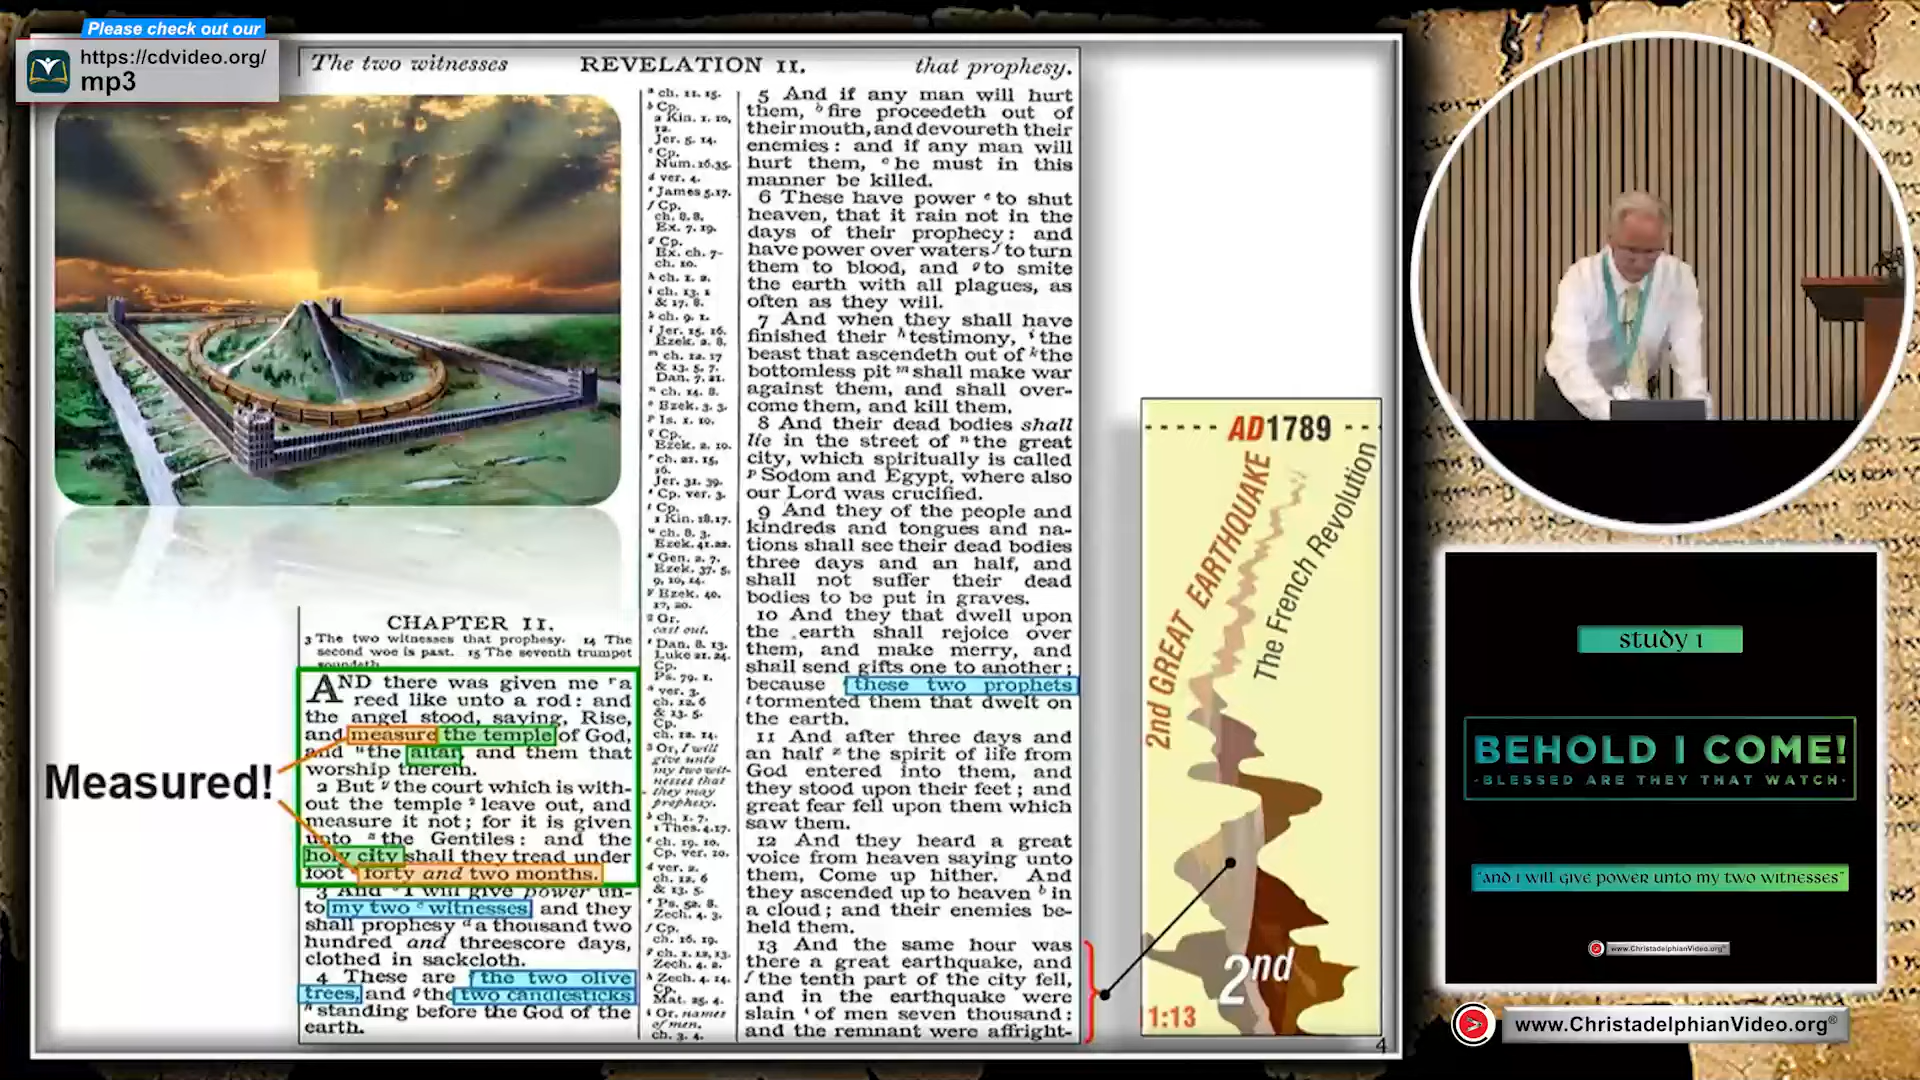 Please check out our
https://cdvideo.org/
mp3
The two witnesses REVELATION 11. that prophesy.
Measured!
CHAPTER 11.
3 The two witnesses that prophesy. 14 The
second woe is past. 15 The seventh trumpet
soundeth
AND there was given me a
reed like unto a rod: and
the angel stood, saying, Rise,
and measure the temple of God,
and the altar, and them that
worship therein.
2 But the court which is with-
out the temple leave out, and
measure it not; for it is given
unto the Gentiles: and the
holy city shall they tread under
foot forty and two months.
3 And I will give power un-
to my two witnesses, and they
shall prophesy a thousand two
hundred and threescore days,
clothed in sackcloth.
4 These are the two olive
trees, and the two candlesticks
standing before the God of the
earth.
5 And if any man will hurt
them, fire proceedeth out of
their mouth, and devoureth their
enemies: and if any man will
hurt them, he must in this
manner be killed.
6 These have power to shut
heaven, that it rain not in the
days of their prophecy: and
have power over waters to turn
them to blood, and to smite
the earth with all plagues, as
often as they will.
7 And when they shall have
finished their testimony, the
beast that ascendeth out of the
bottomless pit shall make war
against them, and shall over-
come them, and kill them.
8 And their dead bodies shall
lie in the street of the great
city, which spiritually is called
Sodom and Egypt, where also
our Lord was crucified.
9 And they of the people and
kindreds and tongues and na-
tions shall see their dead bodies
three days and an half, and
shall not suffer their dead
bodies to be put in graves.
10 And they that dwell upon
the earth shall rejoice over
them, and make merry, and
shall send gifts one to another;
because these two prophets
tormented them that dwelt on
the earth.
11 And after three days and
an half the spirit of life from
God entered into them, and
they stood upon their feet; and
great fear fell upon them which
saw them.
12 And they heard a great
voice from heaven saying unto
them, Come up hither. And
they ascended up to heaven in
a cloud; and their enemies be-
held them.
13 And the same hour was
there a great earthquake, and
the tenth part of the city fell,
and in the earthquake were
slain of men seven thousand:
and the remnant were affright-
AD1789
2nd GREAT EARTHQUAKE
The French Revolution
2nd
11:13
4
study 1
BEHOLD I COME!
·BLESSED ARE THEY THAT WATCH·
"AND I WILL GIVE POWER UNTO MY TWO WITNESSES"
www.ChristadelphianVideo.org®
www.ChristadelphianVideo.org®